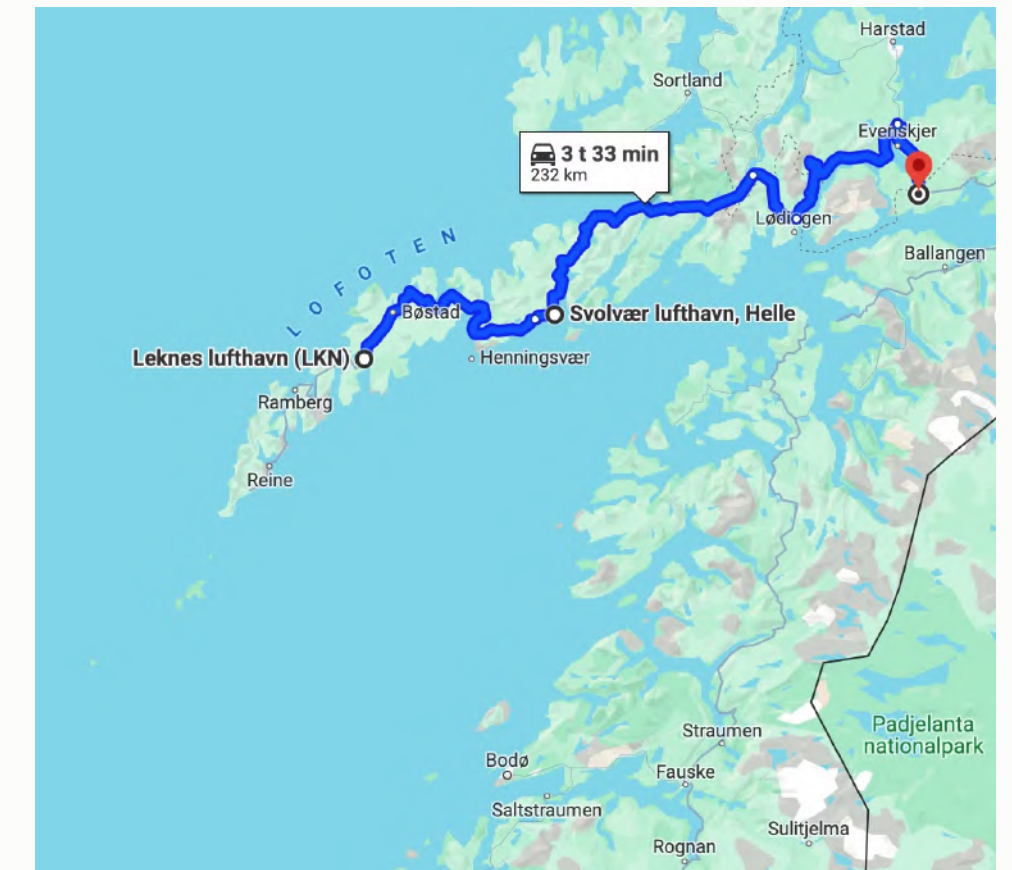 Harstad
Sortland
Evenskjer
3 t 33 min
232 km
Lødingen
Ballangen
LOFOTEN
Bøstad
Svolvær lufthavn, Helle
Leknes lufthavn (LKN)
Henningsvær
Ramberg
Reine
Padjelanta
nationalpark
Straumen
Bodø
Fauske
Saltstraumen
Sulitjelma
Rognan